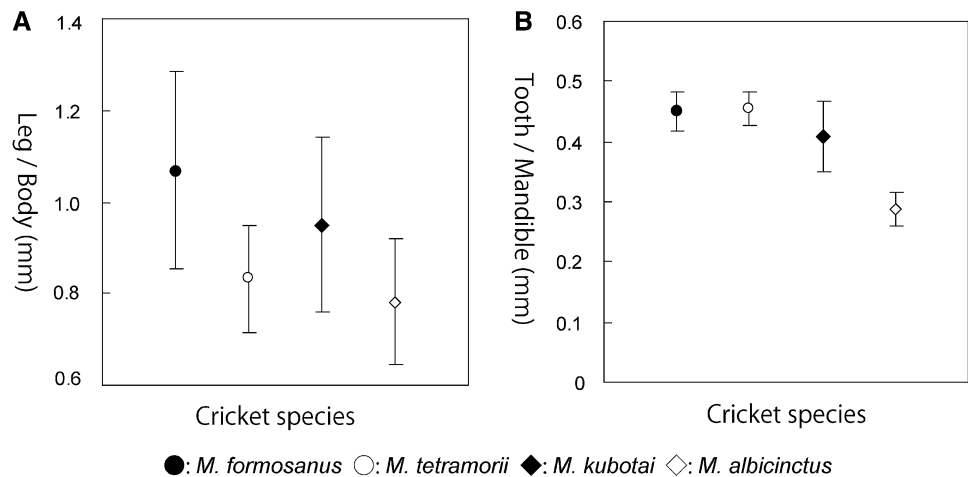 A
1.4
1.2
1.0
0.8
0.6
Leg / Body (mm)
Cricket species
B
0.6
0.5
0.4
0.3
0.2
0.1
0
Tooth / Mandible (mm)
Cricket species
: M. formosanus : M. tetramorii : M. kubotai : M. albicinctus